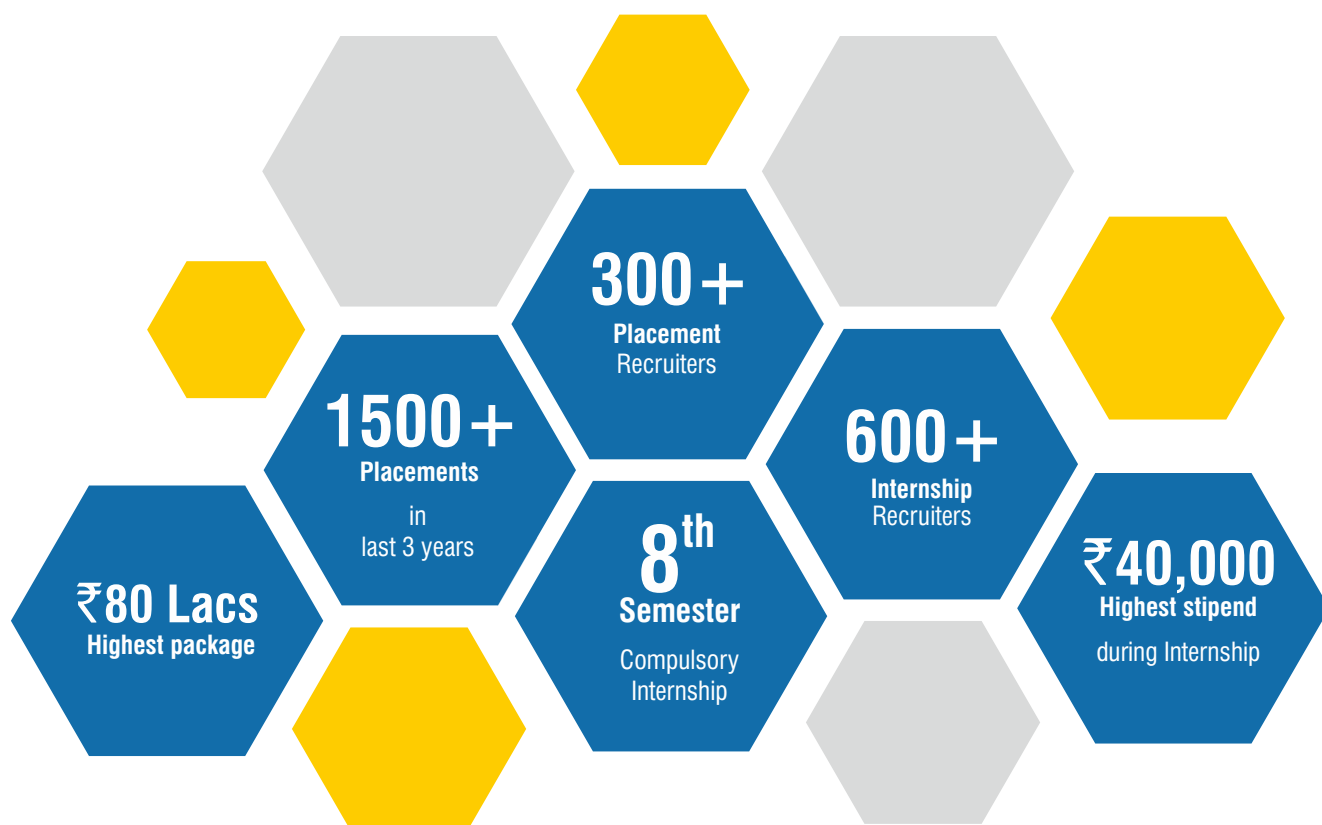 300+
Placement
Recruiters
1500+
Placements
in
last 3 years
600+
Internship
Recruiters
₹80 Lacs
Highest package
8th
Semester
Compulsory
Internship
₹40,000
Highest stipend
during Internship